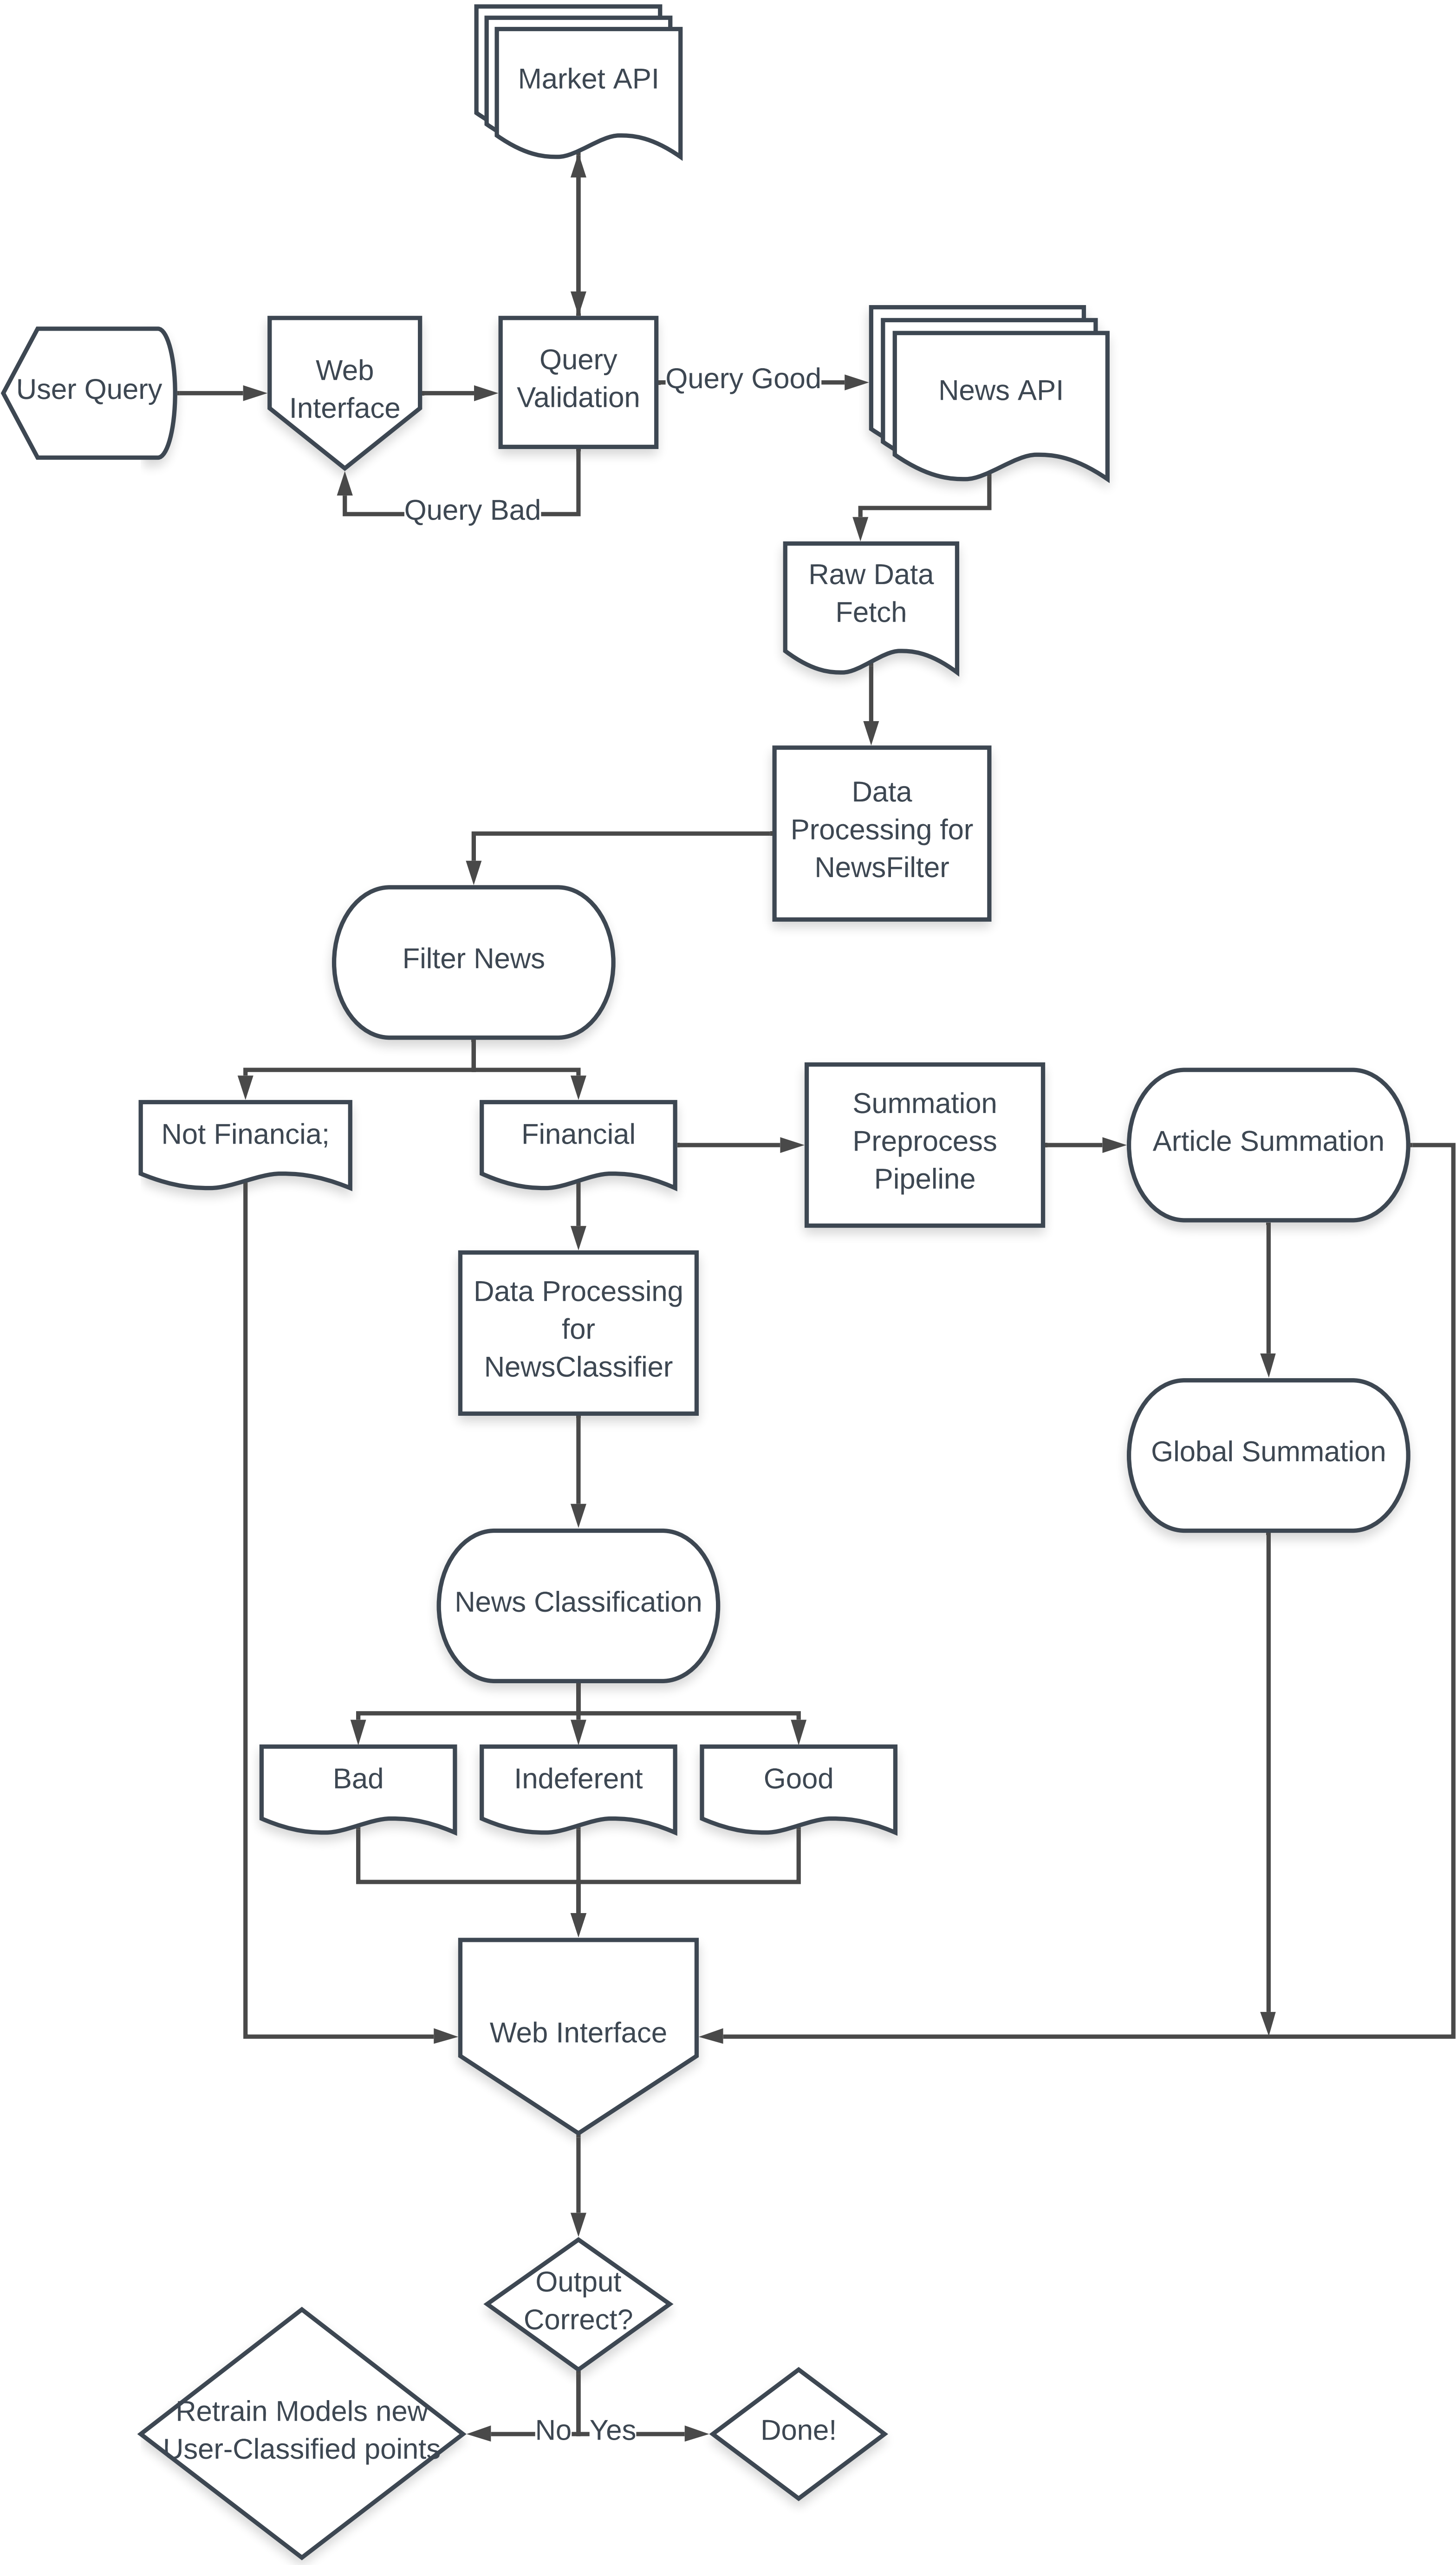 Market API
User Query
Web
Interface
Query
Validation
Query Good
News API
Query Bad
Raw Data
Fetch
Data
Processing for
NewsFilter
Filter News
Not Financia;
Financial
Summation
Preprocess
Pipeline
Article Summation
Data Processing
for
NewsClassifier
Global Summation
News Classification
Bad
Indeferent
Good
Web Interface
Output
Correct?
Retrain Models new
User-Classified points
No
Yes
Done!